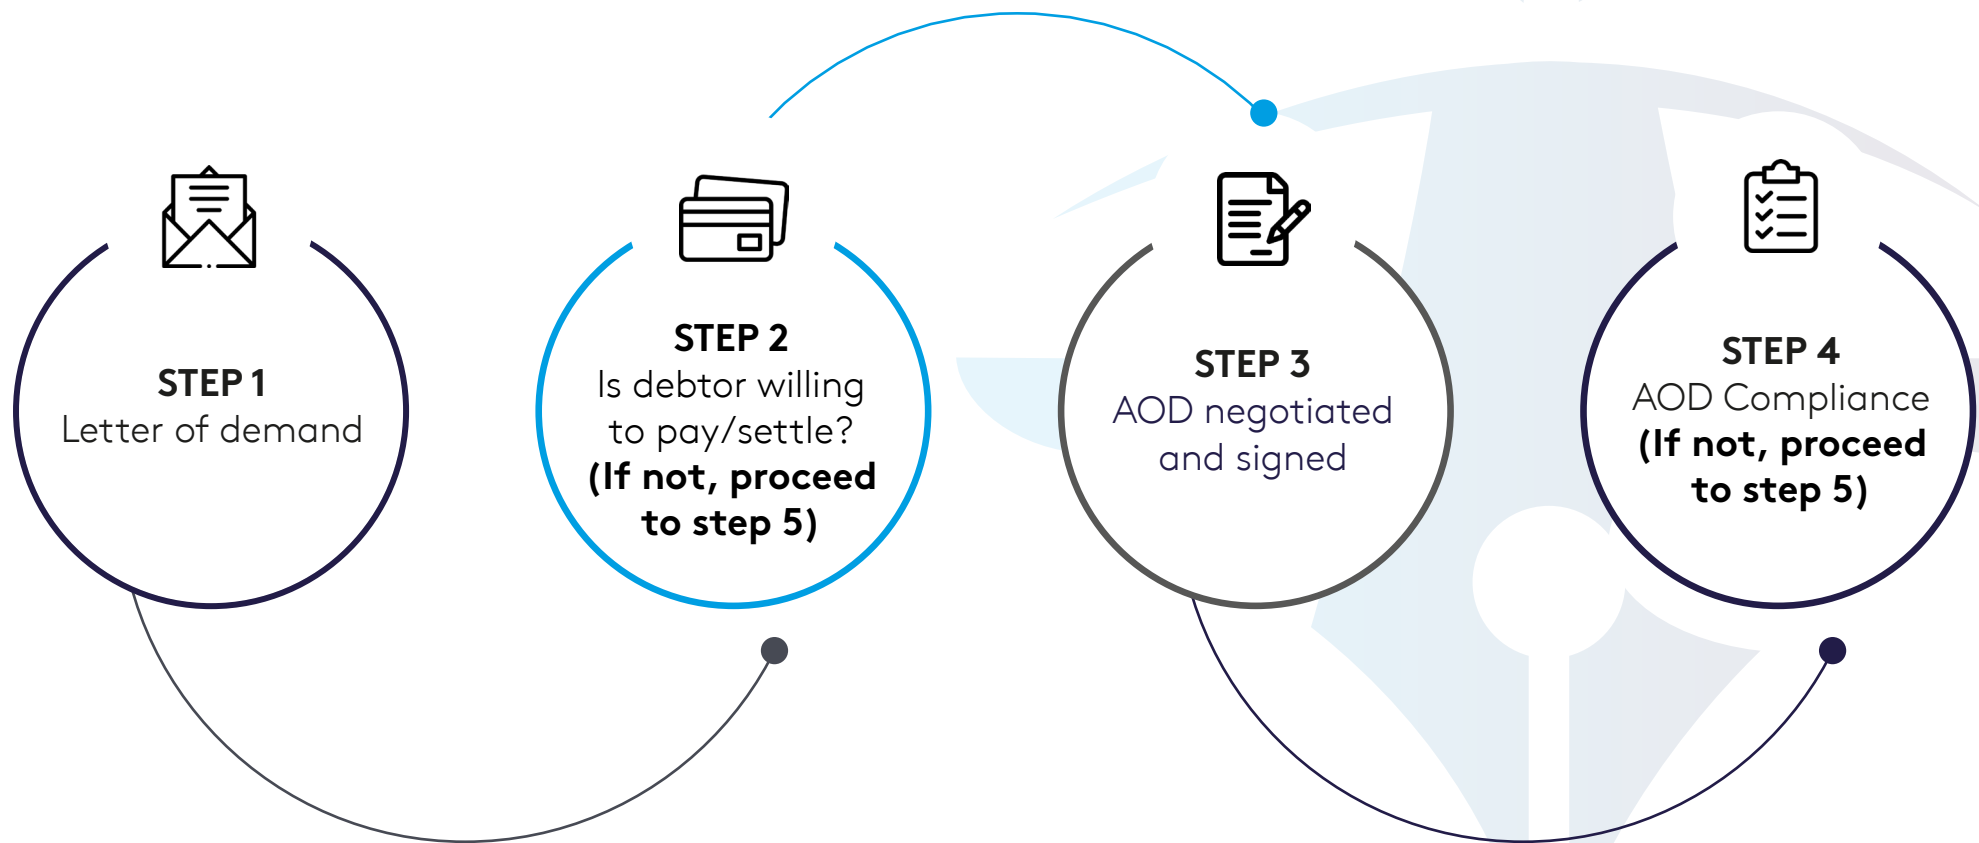 STEP 1
Letter of demand
STEP 2
Is debtor willing
to pay/settle?
(If not, proceed
to step 5)
STEP 3
AOD negotiated
and signed
STEP 4
AOD Compliance
(If not, proceed
to step 5)